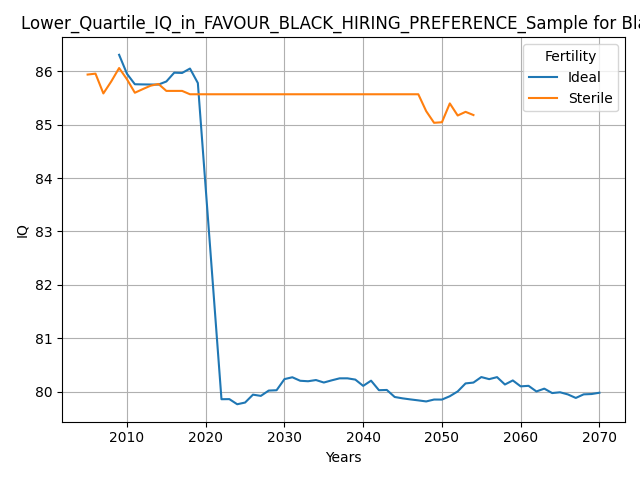 Lower_Quartile_IQ_in_FAVOUR_BLACK_HIRING_PREFERENCE_Sample for Bla
Fertility
Ideal
Sterile
86
85
84
83
82
81
80
IQ
2010 2020 2030 2040 2050 2060 2070
Years